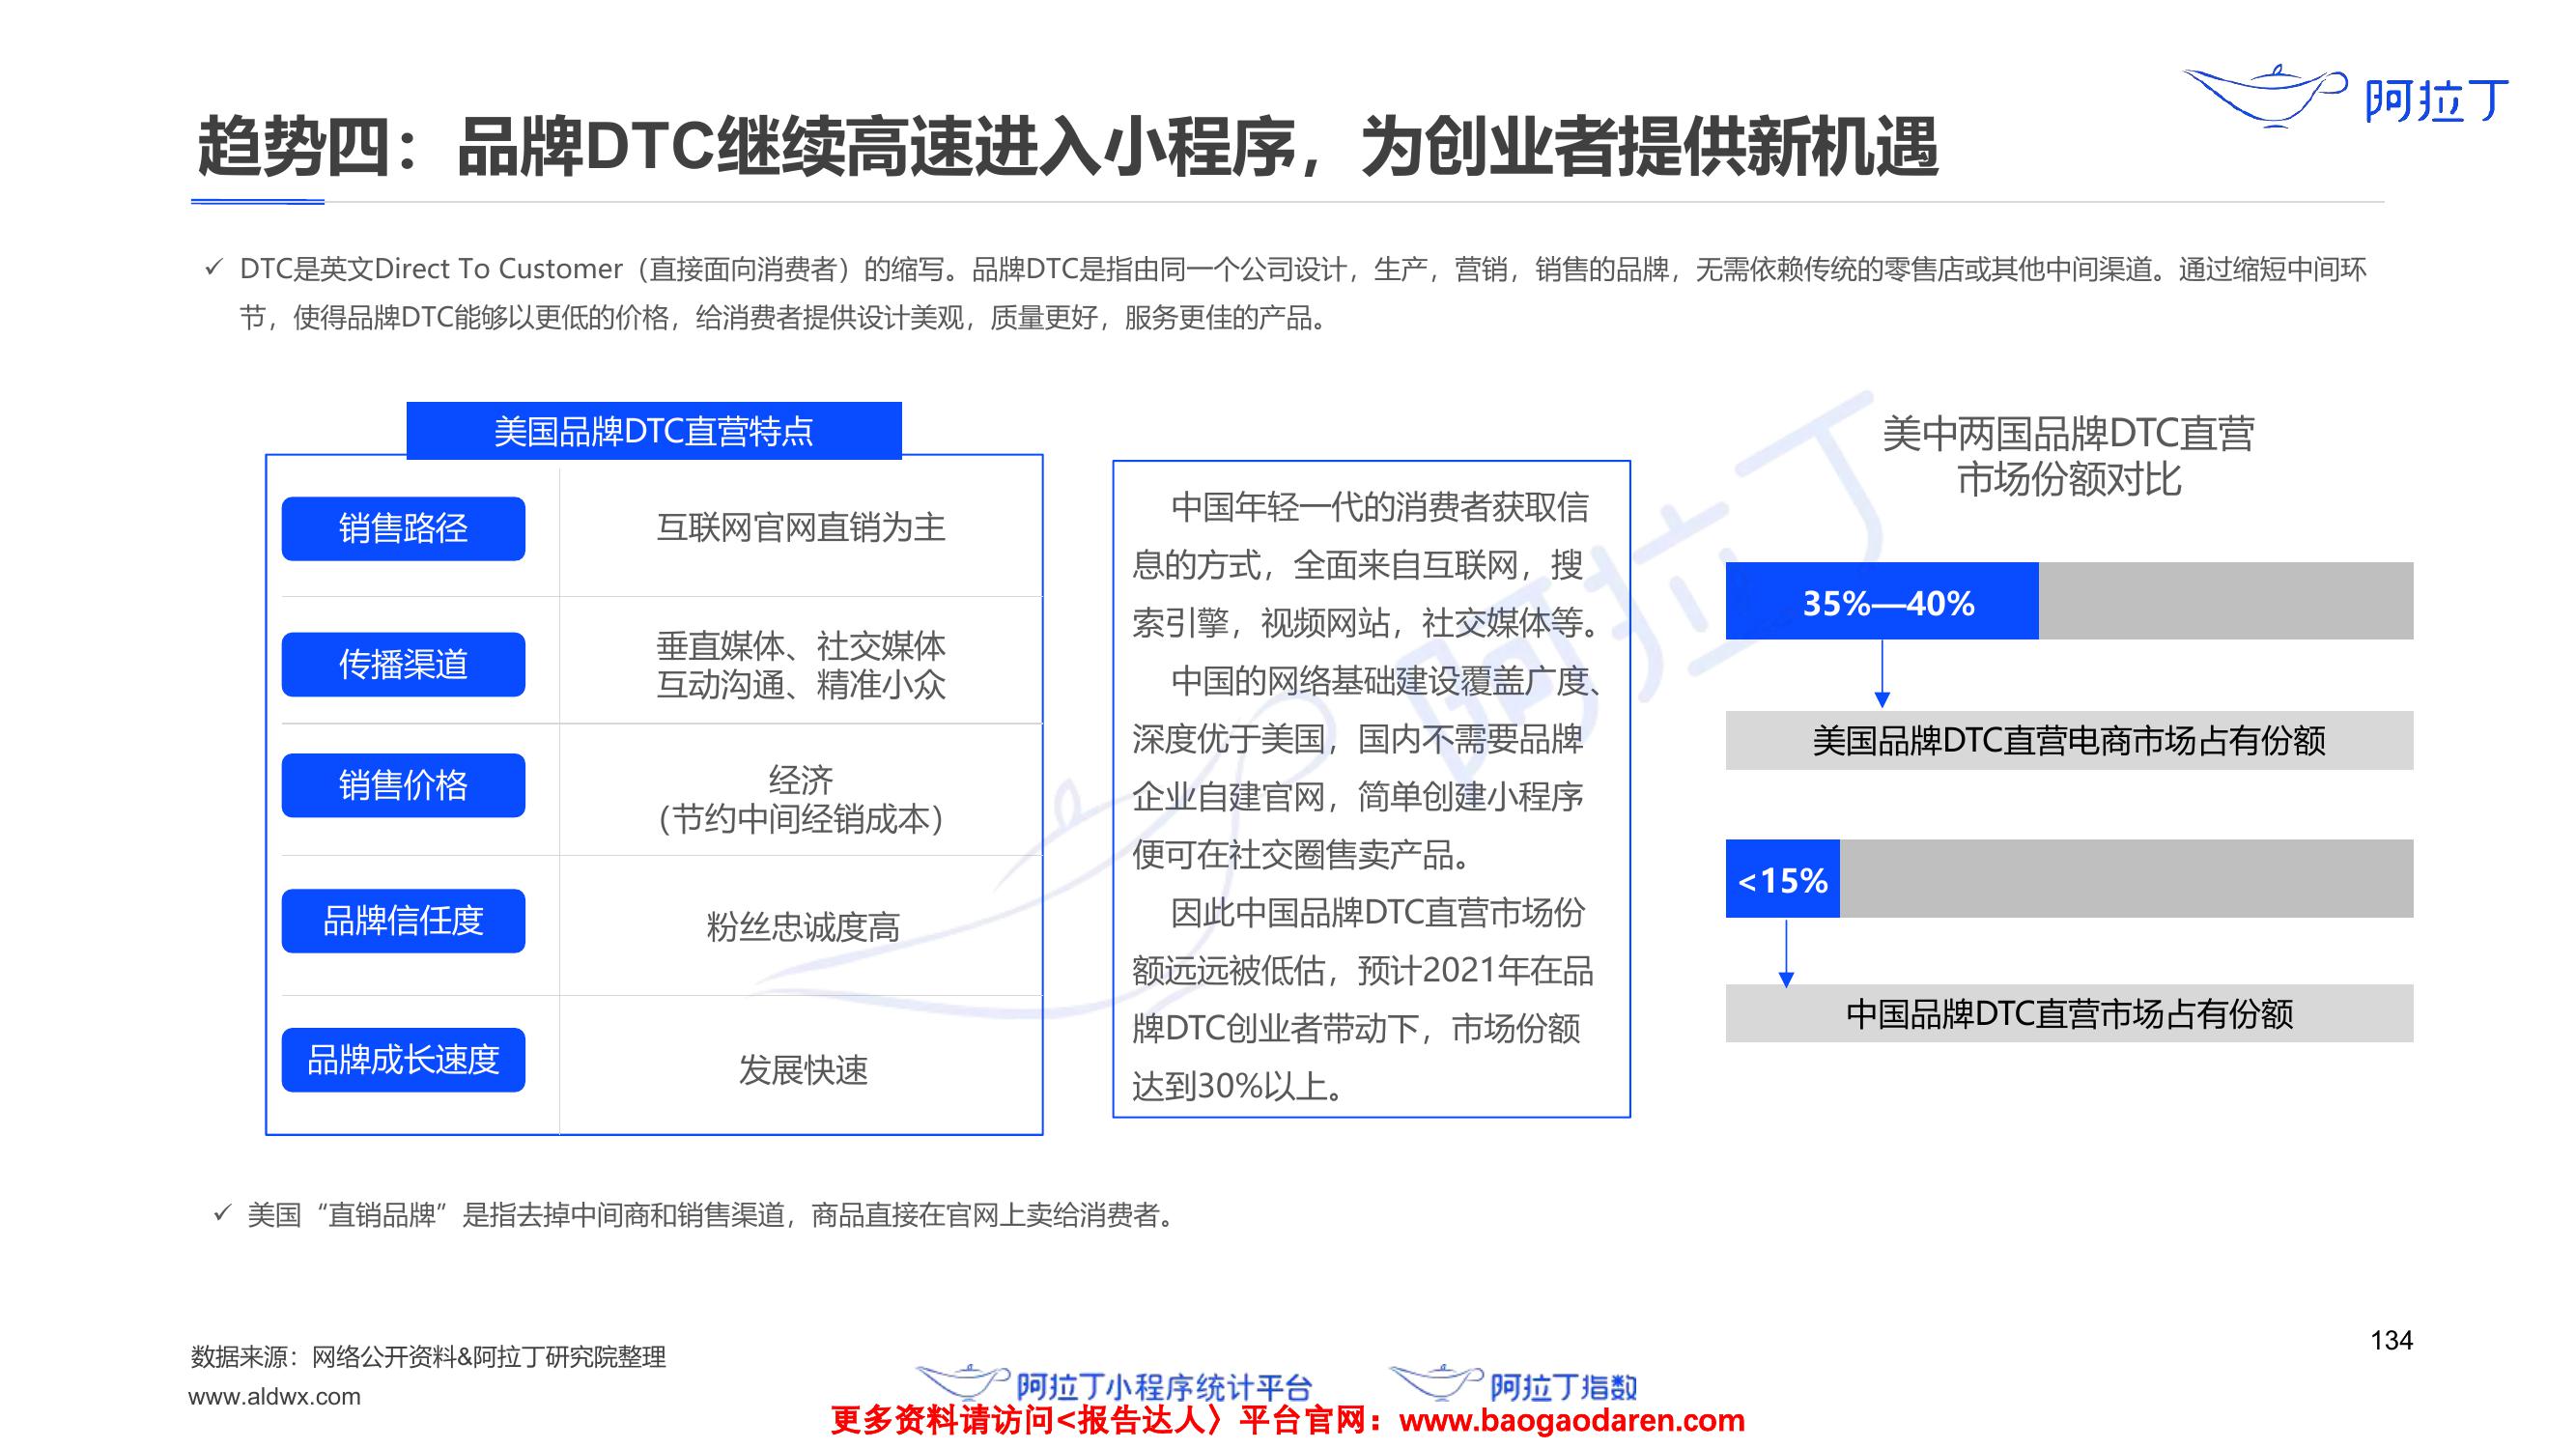 阿拉丁
趋势四：品牌DTC继续高速进入小程序，为创业者提供新机遇
✓ DTC是英文Direct To Customer（直接面向消费者）的缩写。品牌DTC是指由同一个公司设计，生产，营销，销售的品牌，无需依赖传统的零售店或其他中间渠道。通过缩短中间环
节，使得品牌DTC能够以更低的价格，给消费者提供设计美观，质量更好，服务更佳的产品。
美国品牌DTC直营特点
销售路径
互联网官网直销为主
传播渠道
垂直媒体、社交媒体
互动沟通、精准小众
销售价格
经济
（节约中间经销成本）
品牌信任度
粉丝忠诚度高
品牌成长速度
发展快速
中国年轻一代的消费者获取信
息的方式，全面来自互联网，搜
索引擎，视频网站，社交媒体等。
中国的网络基础建设覆盖广度、
深度优于美国，国内不需要品牌
企业自建官网，简单创建小程序
便可在社交圈售卖产品。
因此中国品牌DTC直营市场份
额远远被低估，预计2021年在品
牌DTC创业者带动下，市场份额
达到30%以上。
阿拉丁
美中两国品牌DTC直营
市场份额对比
35%—40%
美国品牌DTC直营电商市场占有份额
<15%
中国品牌DTC直营市场占有份额
✓ 美国“直销品牌”是指去掉中间商和销售渠道，商品直接在官网上卖给消费者。
数据来源：网络公开资料&阿拉丁研究院整理
www.aldwx.com
134
阿拉丁小程序统计平台
阿拉丁指数
更多资料请访问<报告达人〉平台官网：www.baogaodaren.com